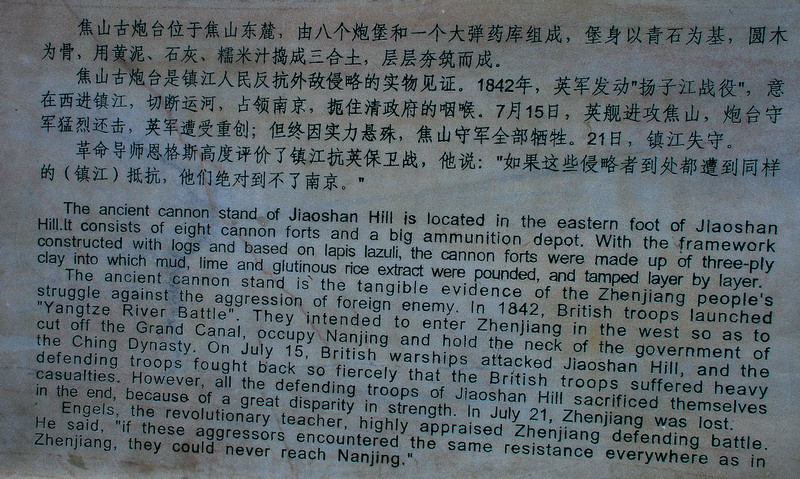 焦山古炮台位于焦山东麓，由八个炮堡和一个大弹药库组成，堡身以青石为基，圆木
为骨，用黄泥、石灰、糯米汁捣成三合土，层层夯筑而成。
焦山古炮台是镇江人民反抗外敌侵略的实物见证。1842年，英军发动"扬子江战役"，意
在西进镇江，切断运河，占领南京，扼住清政府的咽喉。7月15日，英舰进攻焦山，炮台守
军猛烈还击，英军遭受重创；但终因实力悬殊，焦山守军全部牺牲。21日，镇江失守。
革命导师恩格斯高度评价了镇江抗英保卫战，他说："如果这些侵略者到处都遭到同样
的（镇江）抵抗，他们绝对到不了南京。"
The ancient cannon stand of Jiaoshan Hill is located in the eastern foot of JIaoshan
Hill.It consists of eight cannon forts and a big ammunition depot. With the framework
constructed with logs and based on lapis lazuli, the cannon forts were made up of three-ply
clay into which mud, lime and glutinous rice extract were pounded, and tamped layer by layer.
The ancient cannon stand is the tangible evidence of the Zhenjiang people's
struggle against the aggression of foreign enemy. In 1842, British troops launched
"Yangtze River Battle". They intended to enter Zhenjiang in the west so as to
cut off the Grand Canal, occupy Nanjing and hold the neck of the government of
the Ching Dynasty. On July 15, British warships attacked Jiaoshan Hill, and the
defending troops fought back so fiercely that the British troops suffered heavy
casualties. However, all the defending troops of Jiaoshan Hill sacrificed themselves
in the end, because of a great disparity in strength. In July 21, Zhenjiang was lost.
Engels, the revolutionary teacher, highly appraised Zhenjiang defending battle.
He said, "if these aggressors encountered the same resistance everywhere as in
Zhenjiang, they could never reach Nanjing."